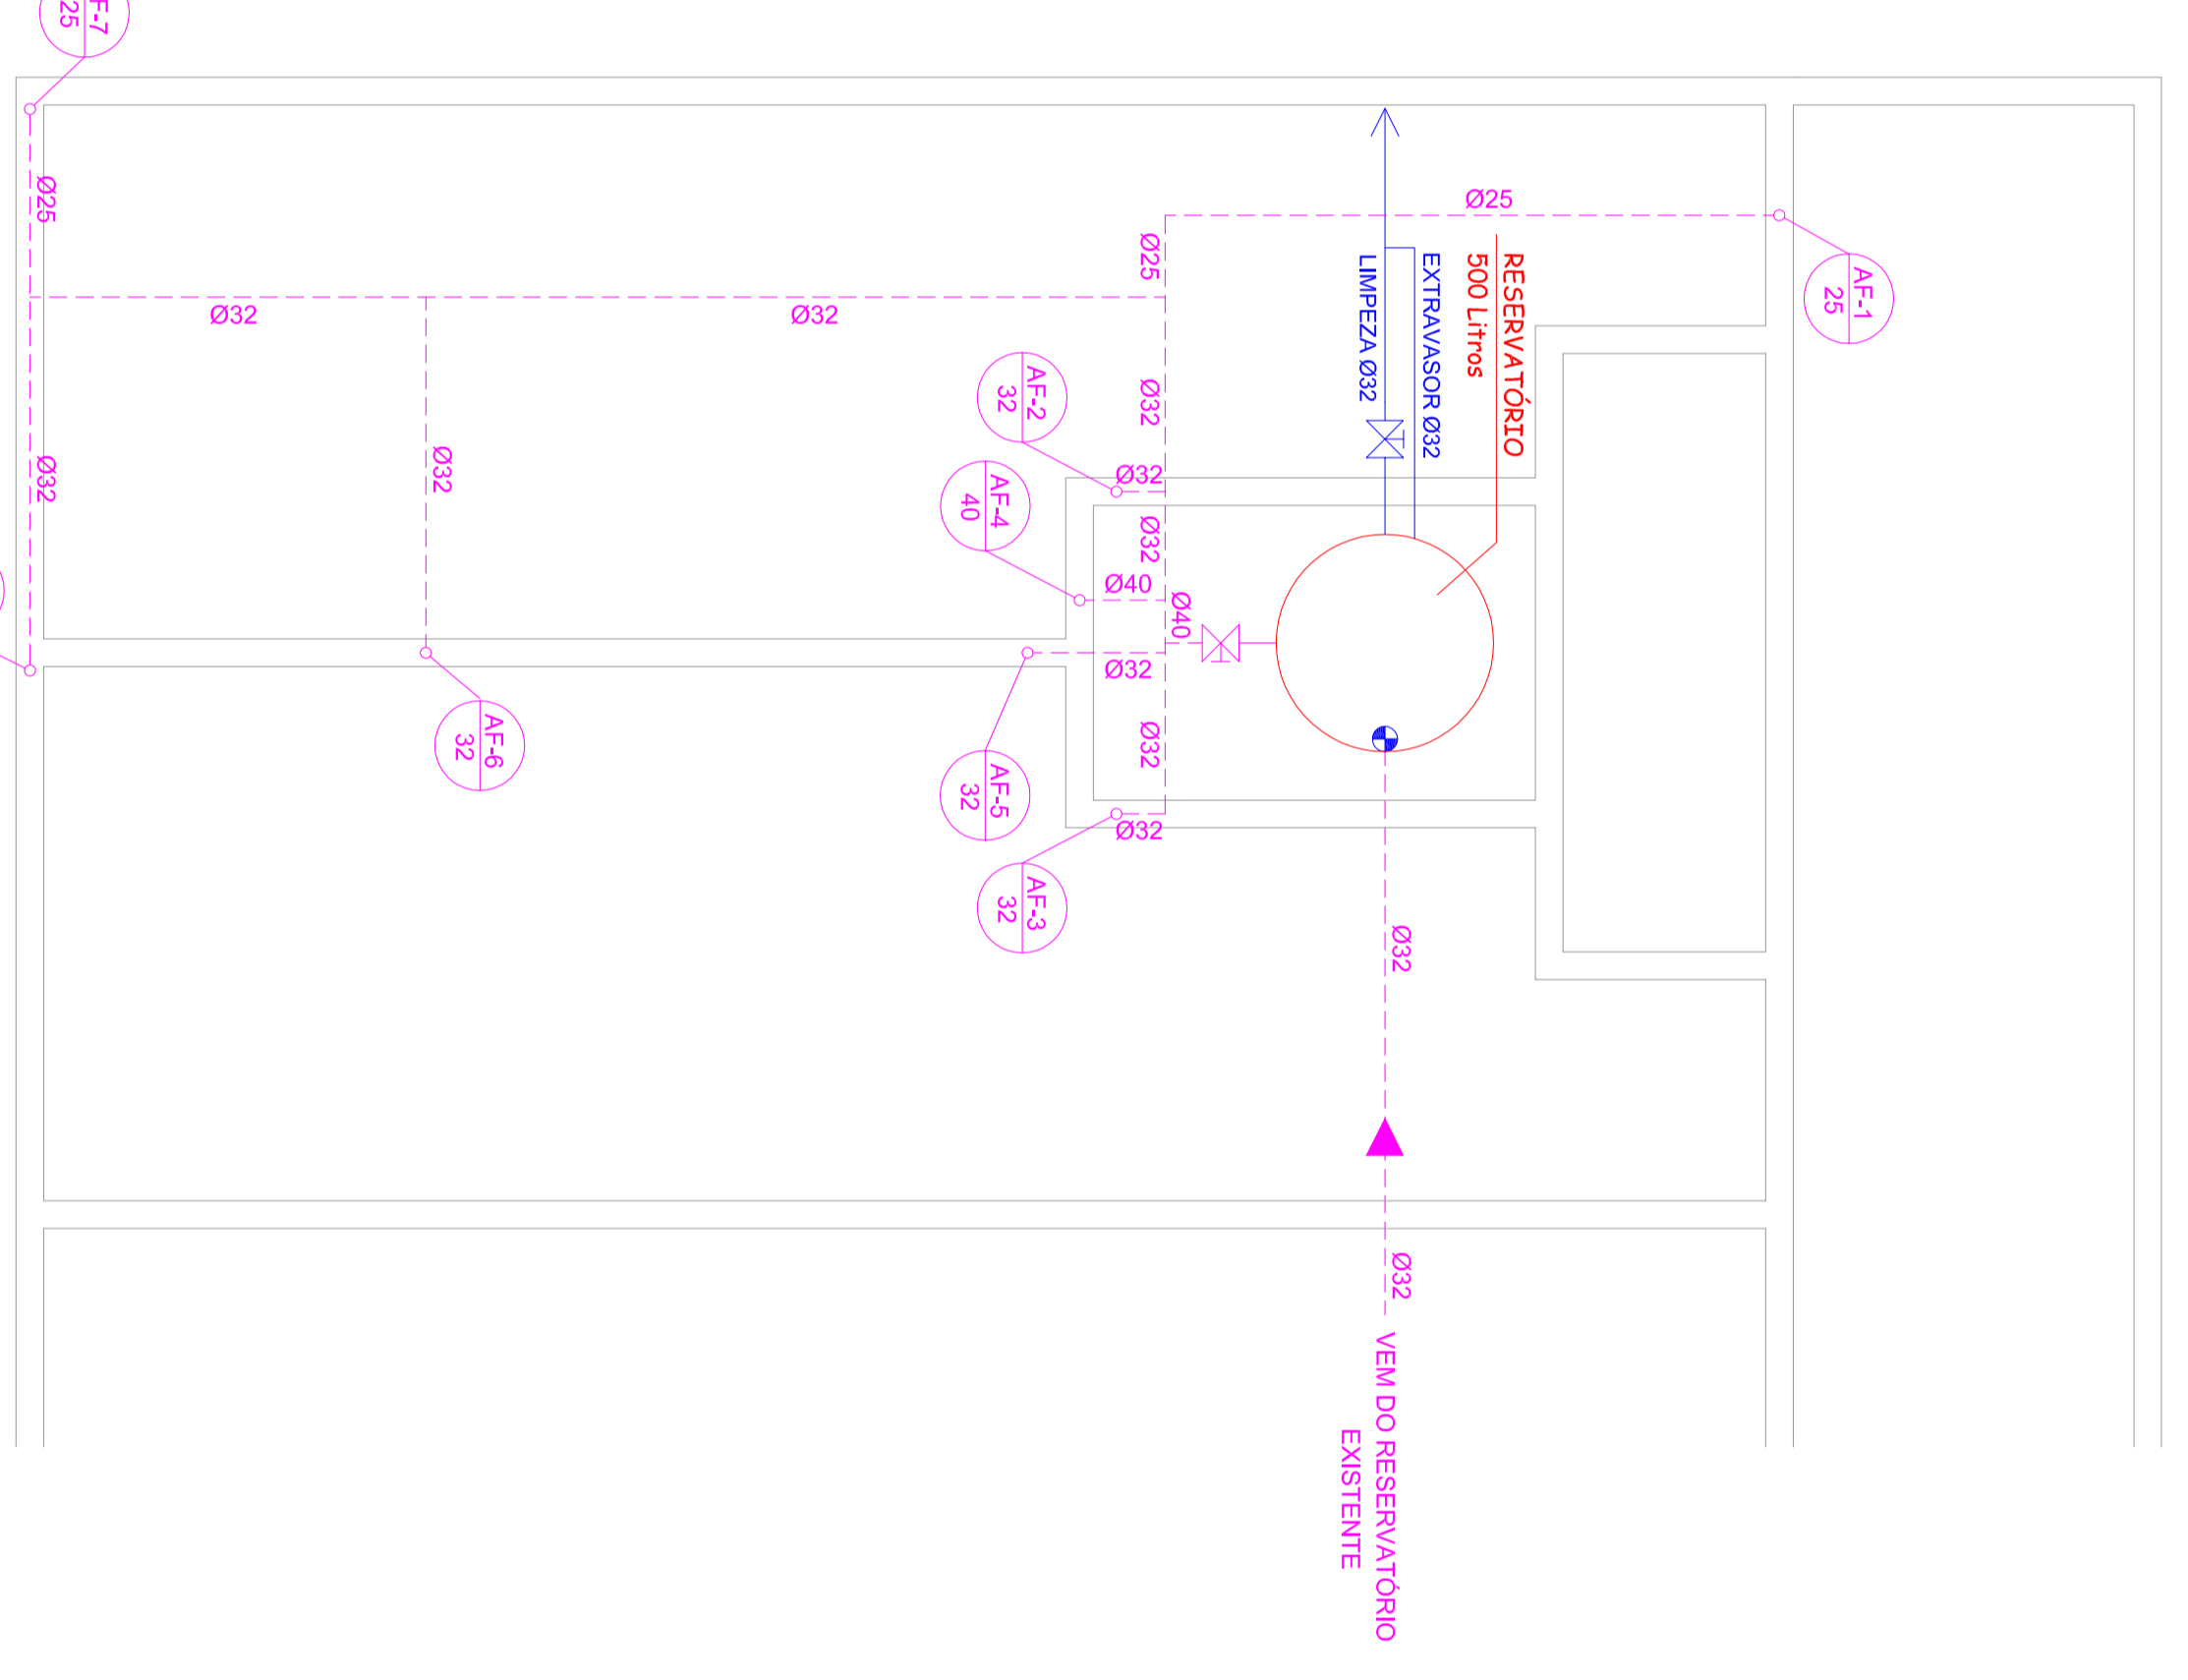 F-7
25
Ø25
Ø32
Ø32
Ø32
Ø32
AF-6
32
Ø25
Ø25
AF-1
25
RESERVATÓRIO
500 Litros
EXTRAVASOR Ø32
LIMPEZA Ø32
Ø32
AF-2
32
Ø32
Ø32
AF-4
40
Ø40
Ø40
Ø32
AF-5
32
Ø32
Ø32
AF-3
32
Ø32
Ø32
VEM DO RESERVATÓRIO
EXISTENTE